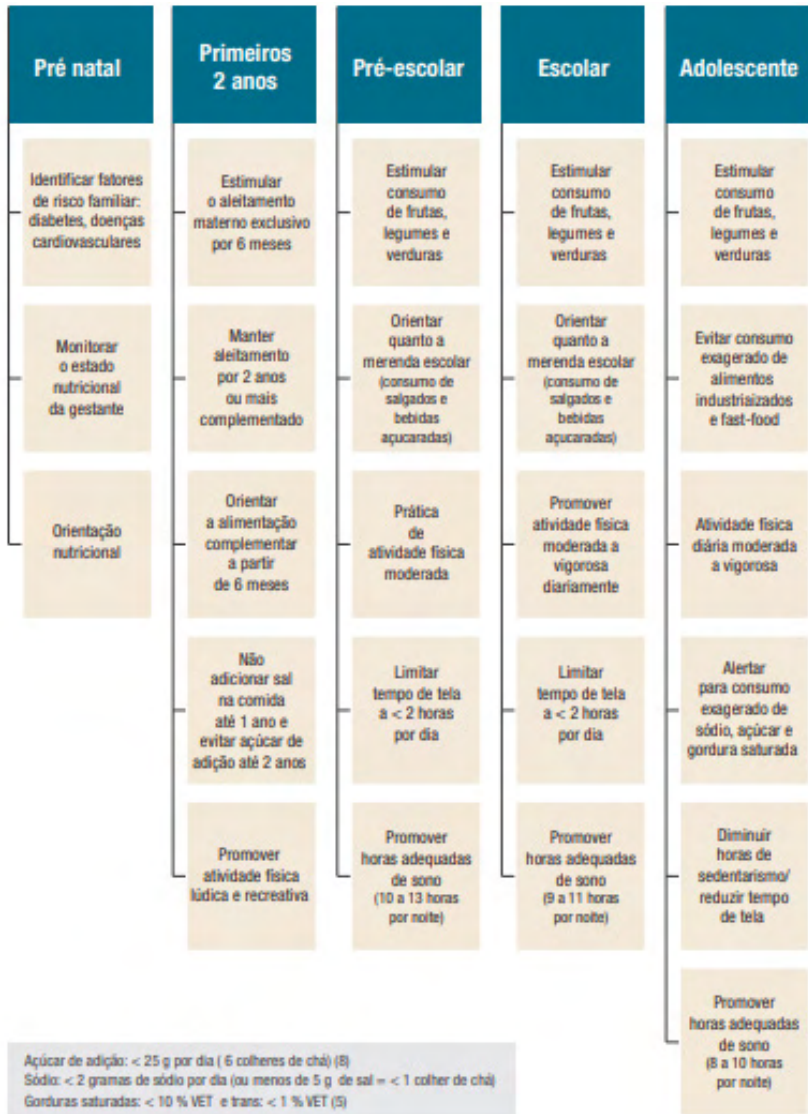 Pré natal
Identificar fatores
de risco familiar:
diabetes, doenças
cardiovasculares
Monitorar
o estado
nutricional
da gestante
Orientação
nutricional
Primeiros
2 anos
Estimular
o aleitamento
materno exclusivo
por 6 meses
Manter
aleitamento
por 2 anos
ou mais
complementado
Orientar
a alimentação
complementar
a partir
de 6 meses
Não
adicionar sal
na comida
até 1 ano e
evitar açúcar de
adição até 2 anos
Promover
atividade física
lúdica e recreativa
Pré-escolar
Estimular
consumo
de frutas,
legumes e
verduras
Orientar
quanto a
merenda escolar
(consumo de
salgados e
bebidas
açucaradas)
Prática
de
atividade física
moderada
Limitar
tempo de tela
a < 2 horas
por dia
Promover
horas adequadas
de sono
(10 a 13 horas
por noite)
Escolar
Estimular
consumo
de frutas,
legumes e
verduras
Orientar
quanto a
merenda escolar
(consumo de
salgados e
bebidas
açucaradas)
Promover
atividade física
moderada a
vigorosa
diariamente
Limitar
tempo de tela
a < 2 horas
por dia
Promover
horas adequadas
de sono
(9 a 11 horas
por noite)
Adolescente
Estimular
consumo
de frutas,
legumes e
verduras
Evitar consumo
exagerado de
alimentos
industriaizados
e fast-food
Atividade física
diária moderada
a vigorosa
Alertar
para consumo
exagerado de
sódio, açúcar e
gordura saturada
Diminuir
horas de
sedentarismo/
reduzir tempo
de tela
Promover
horas adequadas
de sono
(8 a 10 horas
por noite)
Açúcar de adição: < 25 g por dia ( 6 colheres de chá) (8)
Sódio: < 2 gramas de sódio por dia (ou menos de 5 g de sal = < 1 colher de chá)
Gorduras saturadas: < 10 % VET e trans: < 1 % VET (5)